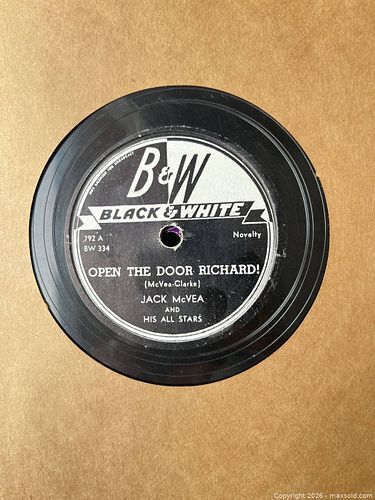 B&W
BLACK & WHITE
792 A
BW 334
Novelty
OPEN THE DOOR RICHARD!
(McVea-Clarke)
JACK McVEA
AND
HIS ALL STARS
Copyright 2026 - maxsold.com